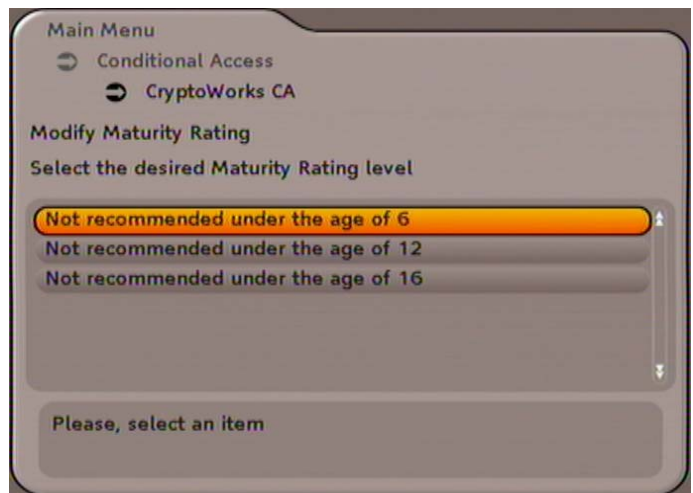 Main Menu
Conditional Access
CryptoWorks CA
Modify Maturity Rating
Select the desired Maturity Rating level
Not recommended under the age of 6
Not recommended under the age of 12
Not recommended under the age of 16
Please, select an item